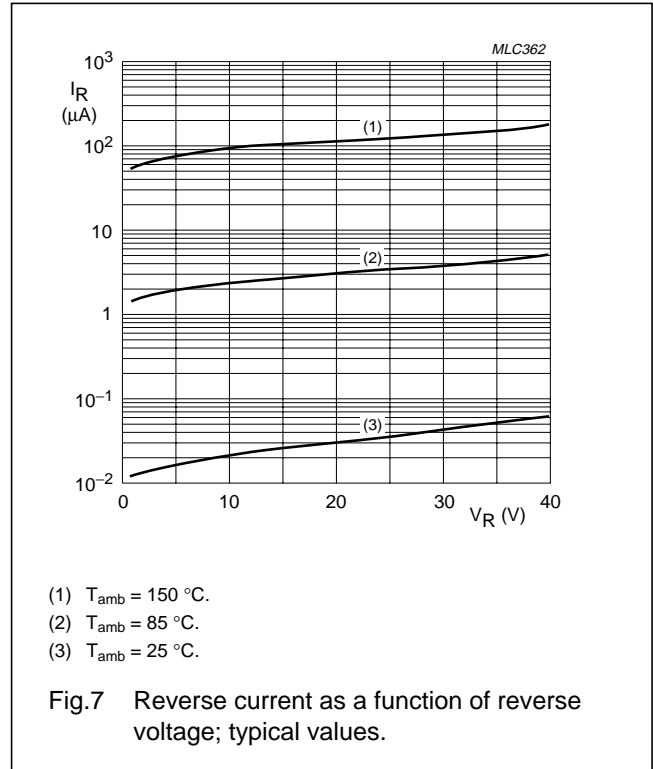 MLC362
10³
I_R
(μA)
(1)
10²
10
(2)
1
10⁻¹
(3)
10⁻²
0 10 20 30 40
V_R (V)
(1) T_amb = 150 °C.
(2) T_amb = 85 °C.
(3) T_amb = 25 °C.
Fig.7 Reverse current as a function of reverse
voltage; typical values.